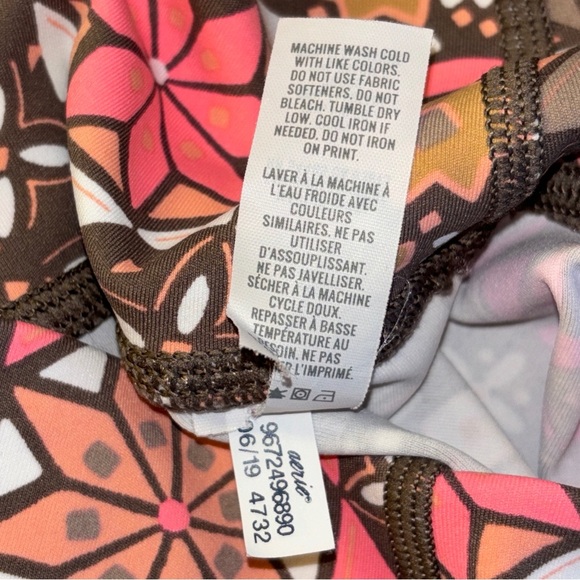 MACHINE WASH COLD
WITH LIKE COLORS.
DO NOT USE FABRIC
SOFTENERS. DO NOT
BLEACH. TUMBLE DRY
LOW. COOL IRON IF
NEEDED. DO NOT IRON
ON PRINT.
LAVER À LA MACHINE À
L'EAU FROIDE AVEC
COULEURS
SIMILAIRES. NE PAS
UTILISER
D'ASSOUPLISSANT.
NE PAS JAVELLISER.
SÉCHER À LA MACHINE
CYCLE DOUX.
REPASSER À BASSE
TEMPÉRATURE AU
BESOIN. NE PAS
REPASSER L'IMPRIMÉ.
aerie®
9672496890
06/19 4732